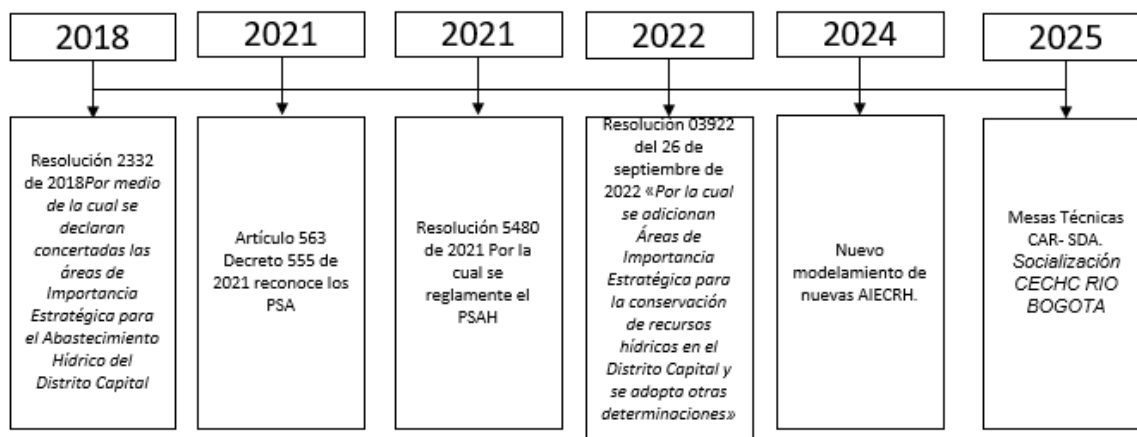 2018
2021
2021
2022
2024
2025
Resolución 2332
de 2018Por medio
de la cual se
declaran
concertadas las
áreas de
Importancia
Estratégica para
el Abastecimiento
Hídrico del
Distrito Capital
Artículo 563
Decreto 555 de
2021 reconoce los
PSA
Resolución 5480
de 2021 Por la
cual se
reglamente el
PSAH
Resolución 03922
del 26 de
septiembre de
2022 «Por la cual
se adicionan
Áreas de
Importancia
Estratégica para
la conservación
de recursos
hídricos en el
Distrito Capital y
se adopta otras
determinaciones»
Nuevo
modelamiento de
nuevas AIECRH.
Mesas Técnicas
CAR- SDA.
Socialización
CECHC RIO
BOGOTA